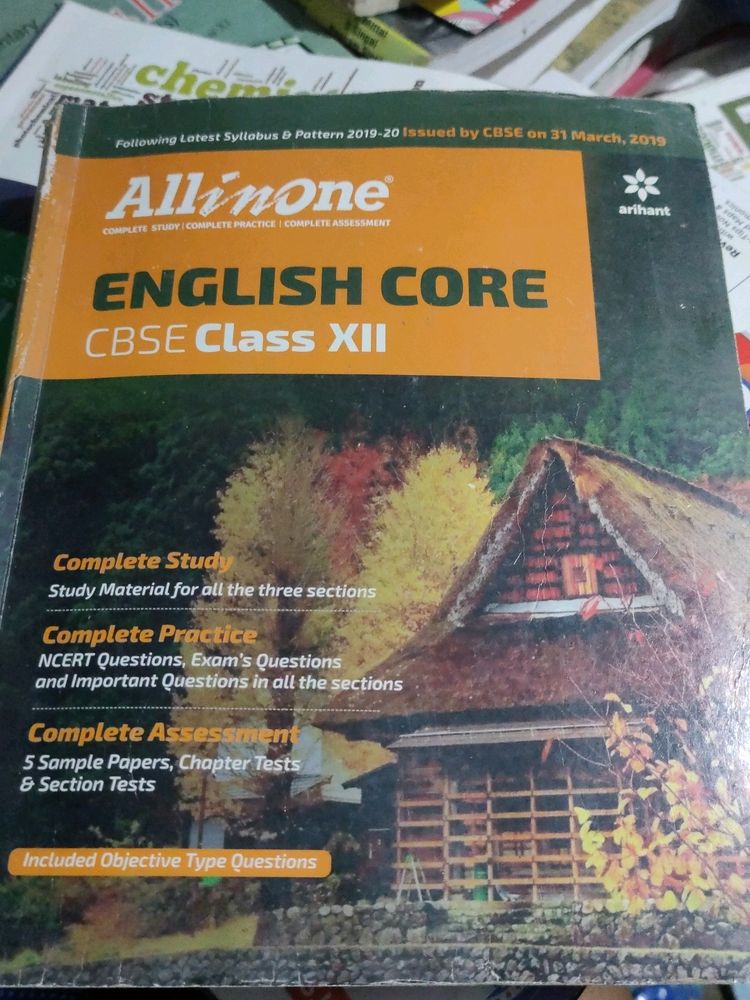 chemi
Following Latest Syllabus & Pattern 2019-20 Issued by CBSE on 31 March, 2019
All in One®
COMPLETE STUDY | COMPLETE PRACTICE | COMPLETE ASSESSMENT
arihant
ENGLISH CORE
CBSE Class XII
Complete Study
Study Material for all the three sections
Complete Practice
NCERT Questions, Exam's Questions
and Important Questions in all the sections
Complete Assessment
5 Sample Papers, Chapter Tests
& Section Tests
Included Objective Type Questions